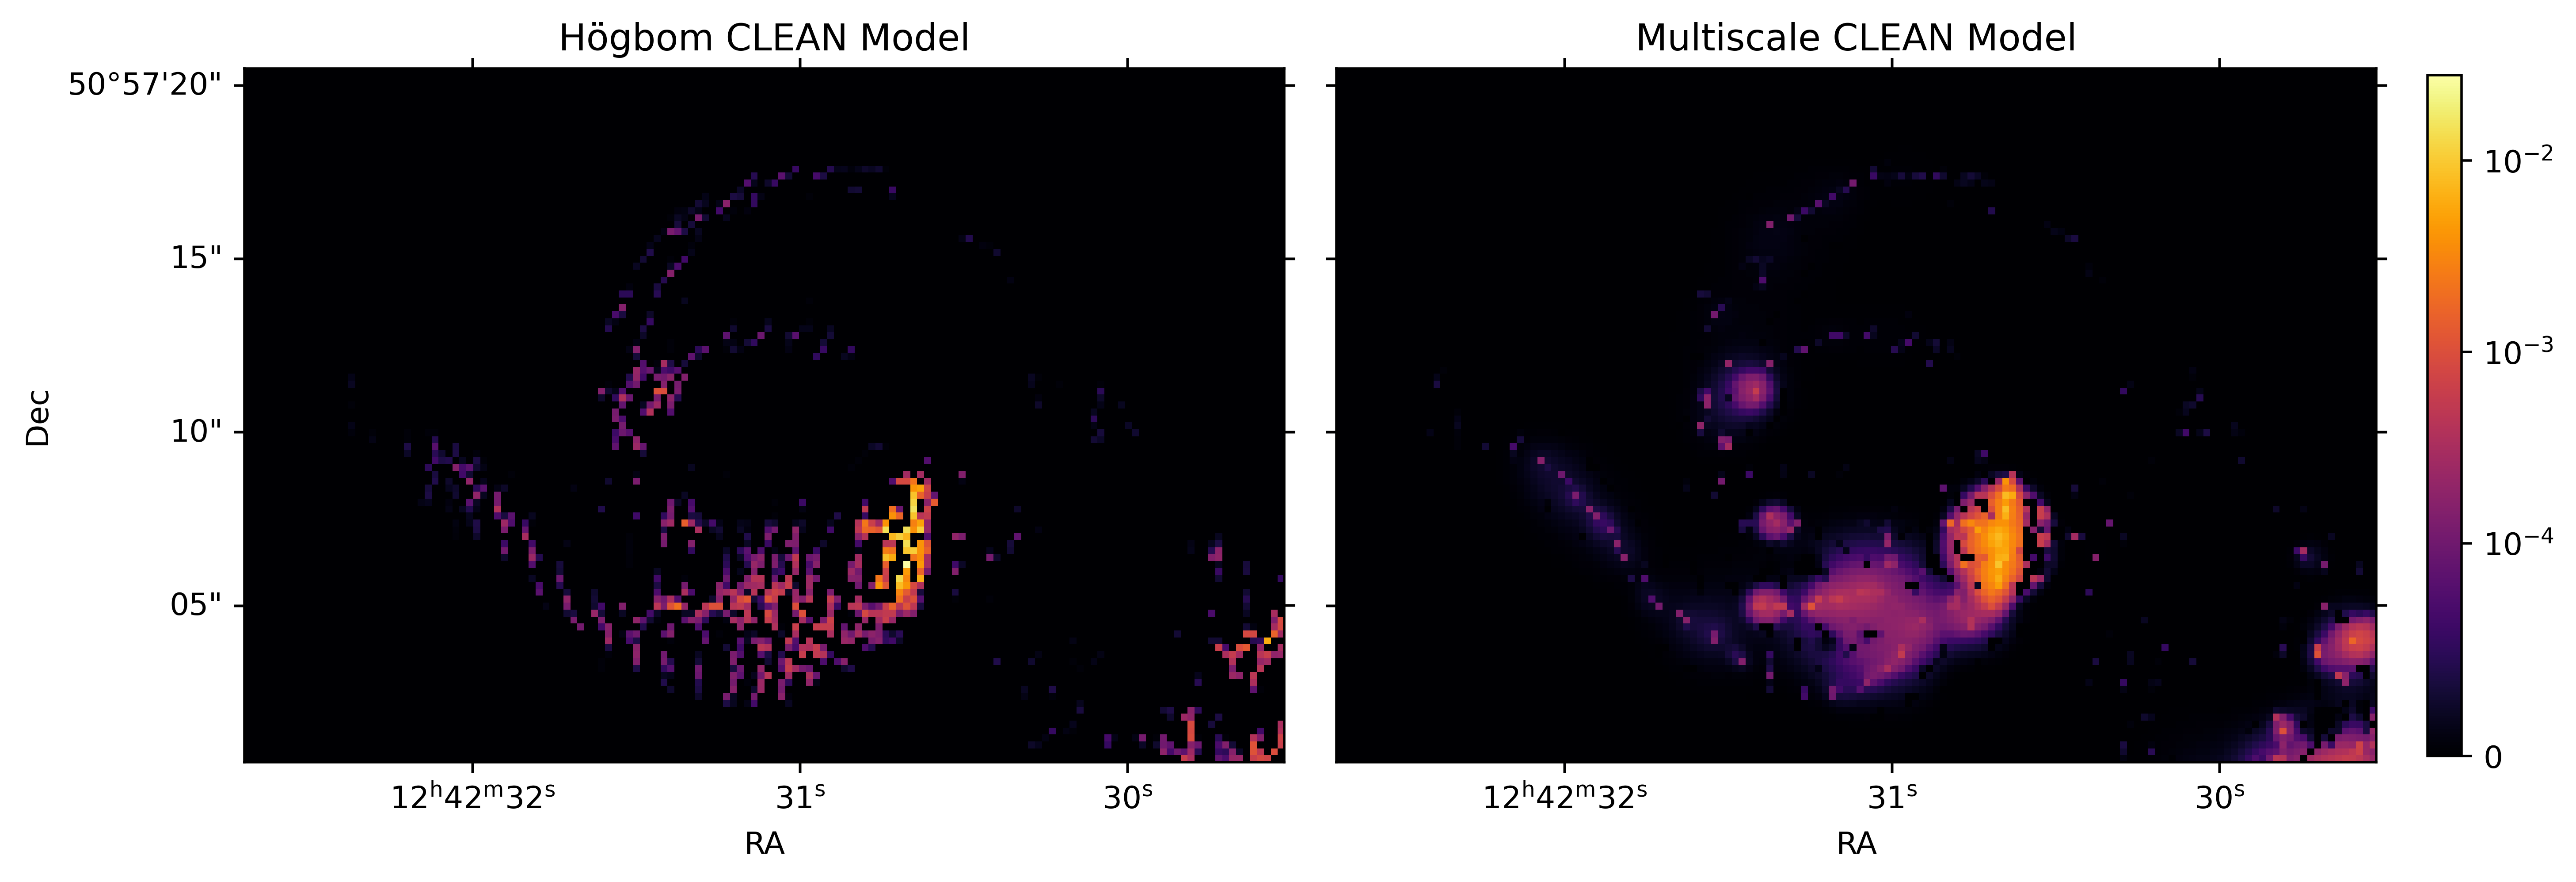 Högbom CLEAN Model
Multiscale CLEAN Model
50°57'20"
15"
10"
05"
Dec
12ʰ42ᵐ32ˢ
31ˢ
30ˢ
RA
12ʰ42ᵐ32ˢ
31ˢ
30ˢ
RA
10⁻²
10⁻³
10⁻⁴
0